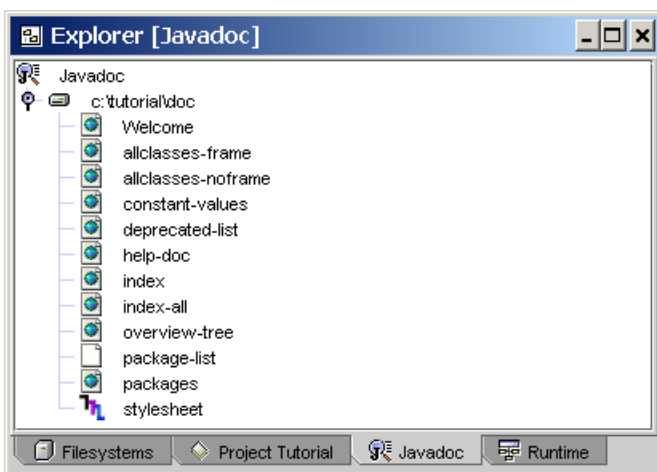 Explorer [Javadoc]
Javadoc
c:\tutorial\doc
Welcome
allclasses-frame
allclasses-noframe
constant-values
deprecated-list
help-doc
index
index-all
overview-tree
package-list
packages
stylesheet
Filesystems Project Tutorial Javadoc Runtime